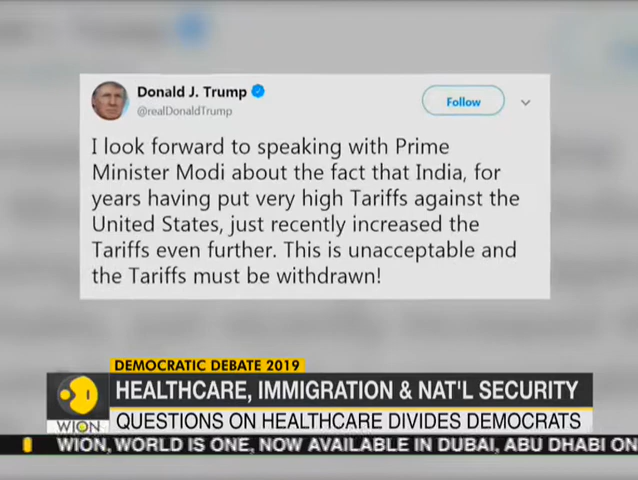 Donald J. Trump
@realDonaldTrump
Follow
I look forward to speaking with Prime
Minister Modi about the fact that India, for
years having put very high Tariffs against the
United States, just recently increased the
Tariffs even further. This is unacceptable and
the Tariffs must be withdrawn!
DEMOCRATIC DEBATE 2019
HEALTHCARE, IMMIGRATION & NAT'L SECURITY
WION
QUESTIONS ON HEALTHCARE DIVIDES DEMOCRATS
WION, WORLD IS ONE, NOW AVAILABLE IN DUBAI, ABU DHABI ON